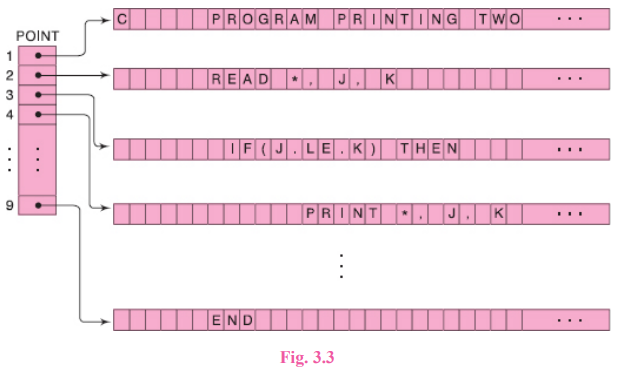 C PROGRAM PRINTING TWO ...
POINT
1
2 READ *, J, K ...
3
4
IF(J.LE.K) THEN ...
9
PRINT *, J, K ...
END ...
Fig. 3.3